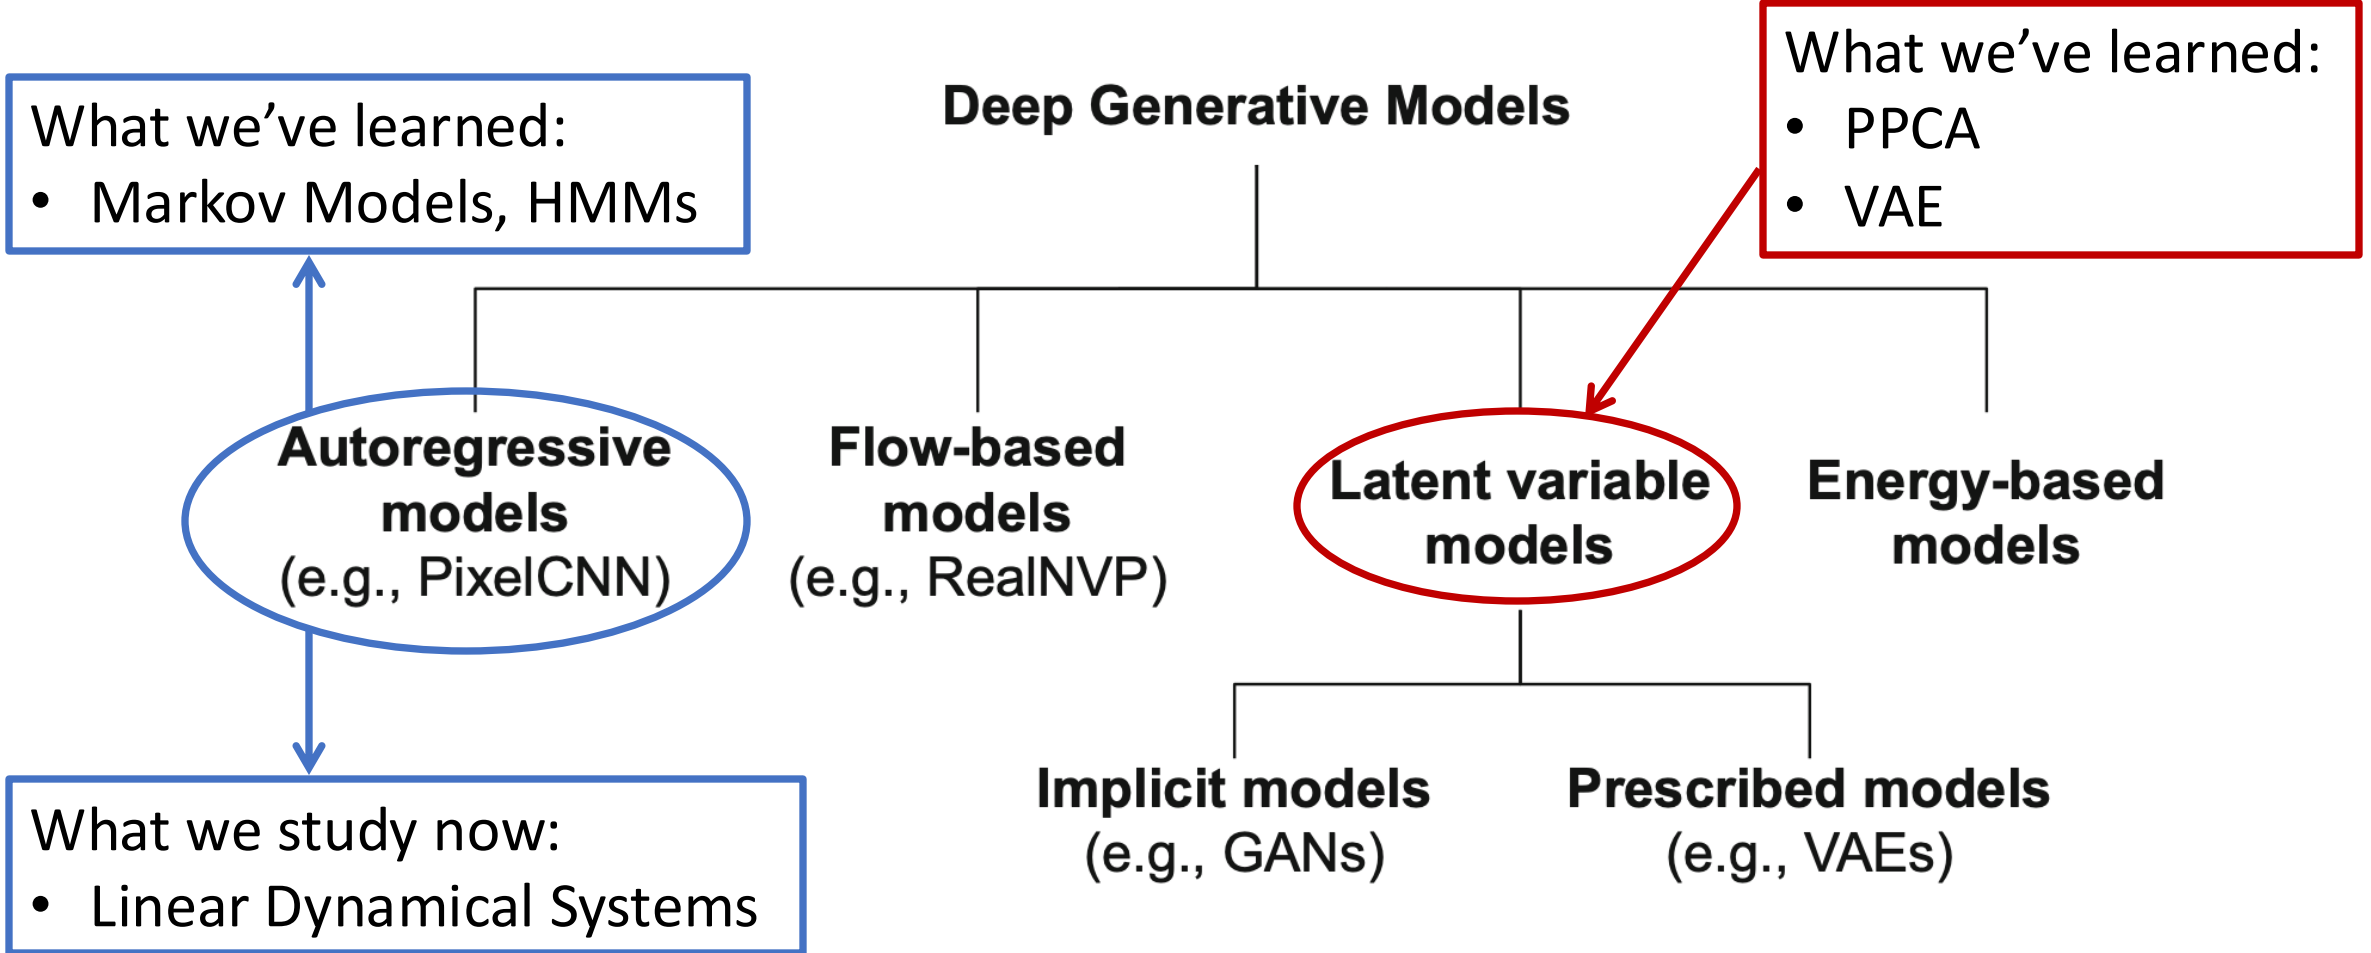 What we’ve learned:
• Markov Models, HMMs
Deep Generative Models
What we’ve learned:
• PPCA
• VAE
Autoregressive
models
(e.g., PixelCNN)
Flow-based
models
(e.g., RealNVP)
Latent variable
models
Energy-based
models
What we study now:
• Linear Dynamical Systems
Implicit models
(e.g., GANs)
Prescribed models
(e.g., VAEs)